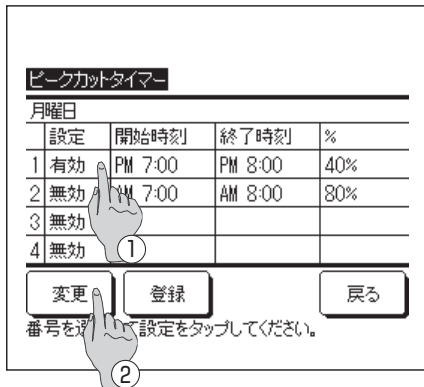 ピークカットタイマー
月曜日
設定 開始時刻 終了時刻 %
1 有効 PM 7:00 PM 8:00 40%
2 無効 AM 7:00 AM 8:00 80%
3 無効
4 無効 ①
変更 登録 戻る
番号を選 て設定をタップしてください。
②